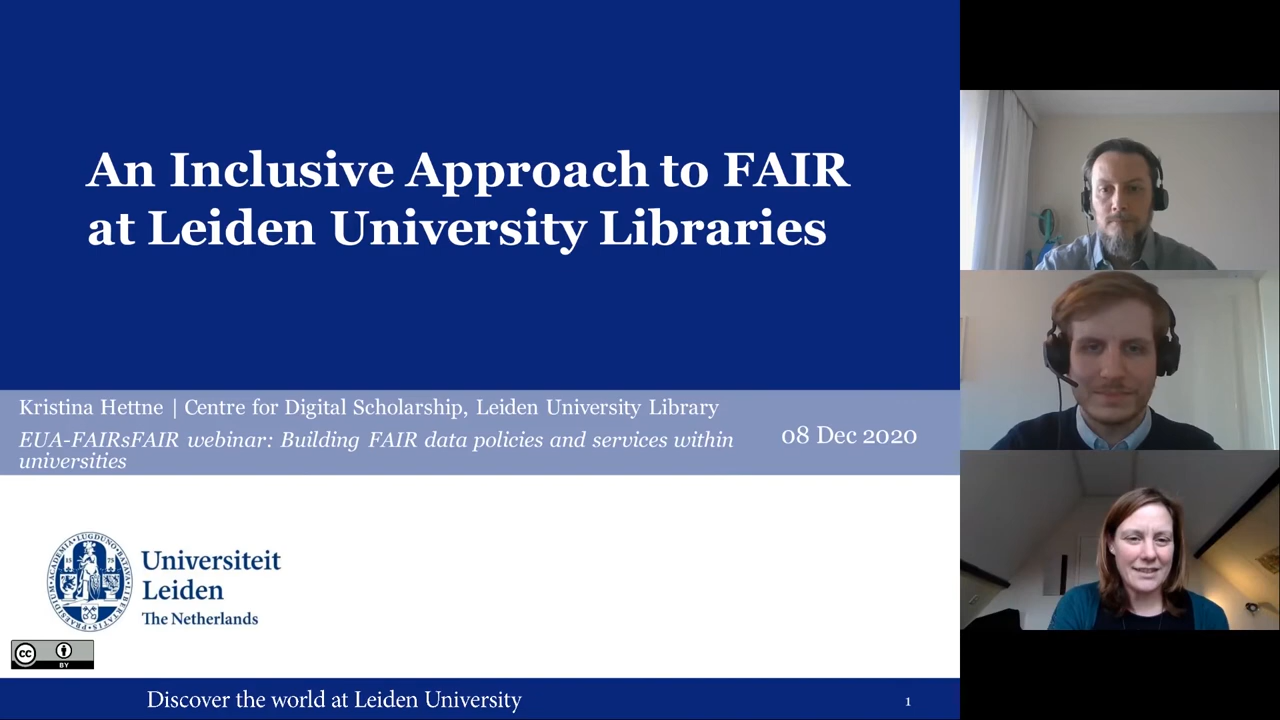 An Inclusive Approach to FAIR
at Leiden University Libraries
Kristina Hettne | Centre for Digital Scholarship, Leiden University Library
EUA-FAIRsFAIR webinar: Building FAIR data policies and services within
universities
08 Dec 2020
Universiteit
Leiden
The Netherlands
cc
BY
Discover the world at Leiden University
1